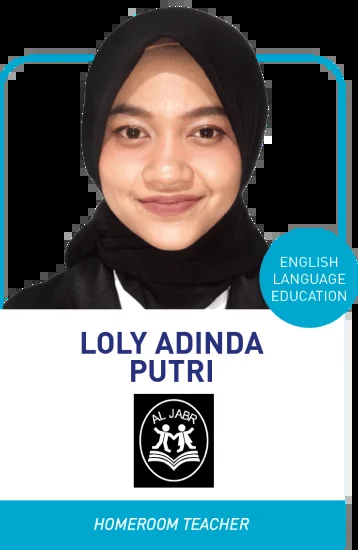 ENGLISH
LANGUAGE
EDUCATION
LOLY ADINDA
PUTRI
AL JABR
HOMEROOM TEACHER